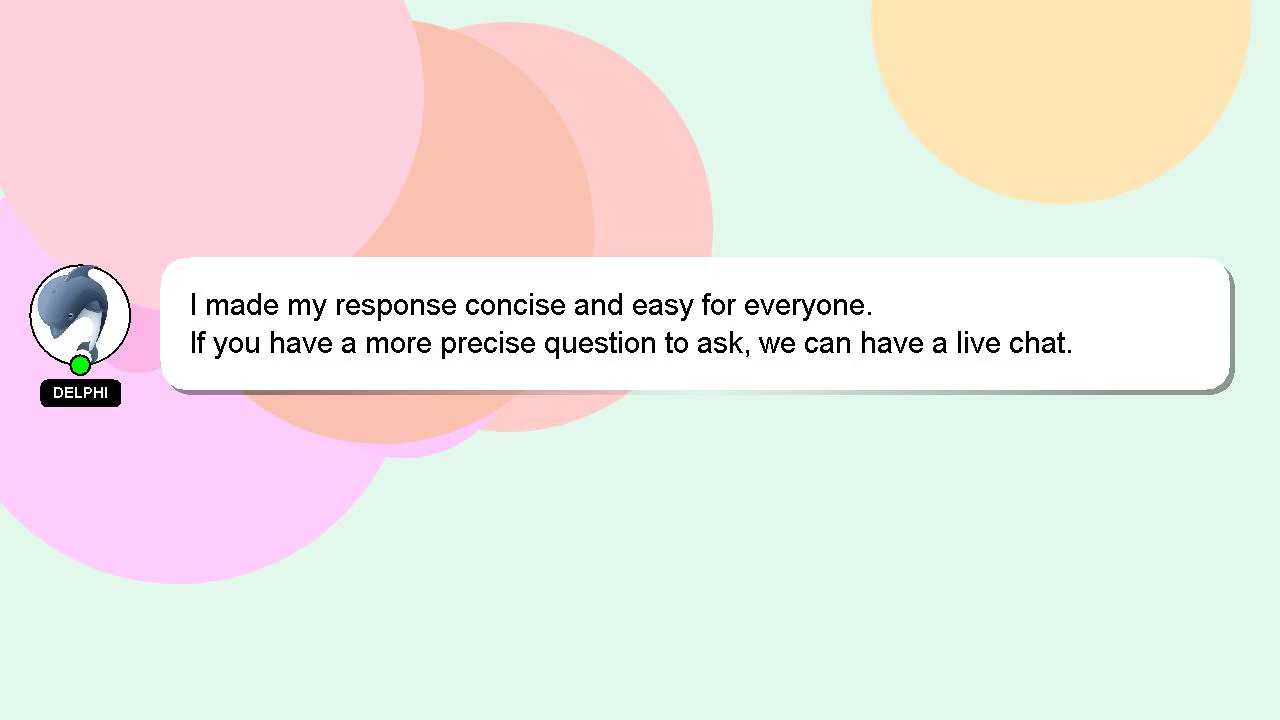 I made my response concise and easy for everyone.
If you have a more precise question to ask, we can have a live chat.
DELPHI